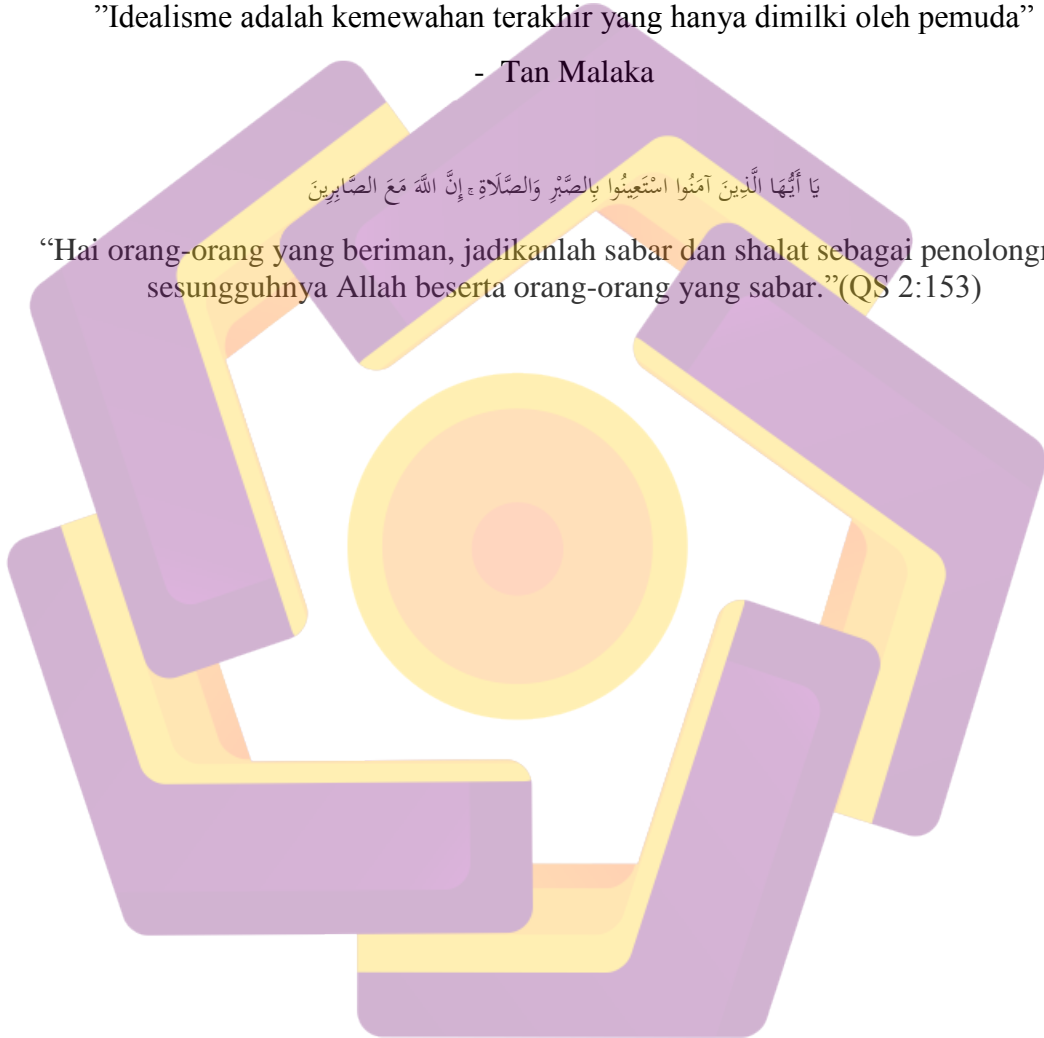 ”Idealisme adalah kemewahan terakhir yang hanya dimilki oleh pemuda”
- Tan Malaka
يَا أَيُّهَا الَّذِينَ آمَنُوا اسْتَعِينُوا بِالصَّبْرِ وَالصَّلَاةِ ۚ إِنَّ اللَّهَ مَعَ الصَّابِرِينَ
“Hai orang-orang yang beriman, jadikanlah sabar dan shalat sebagai
sesungguhnya Allah beserta orang-orang yang sabar.”(QS 2:153)